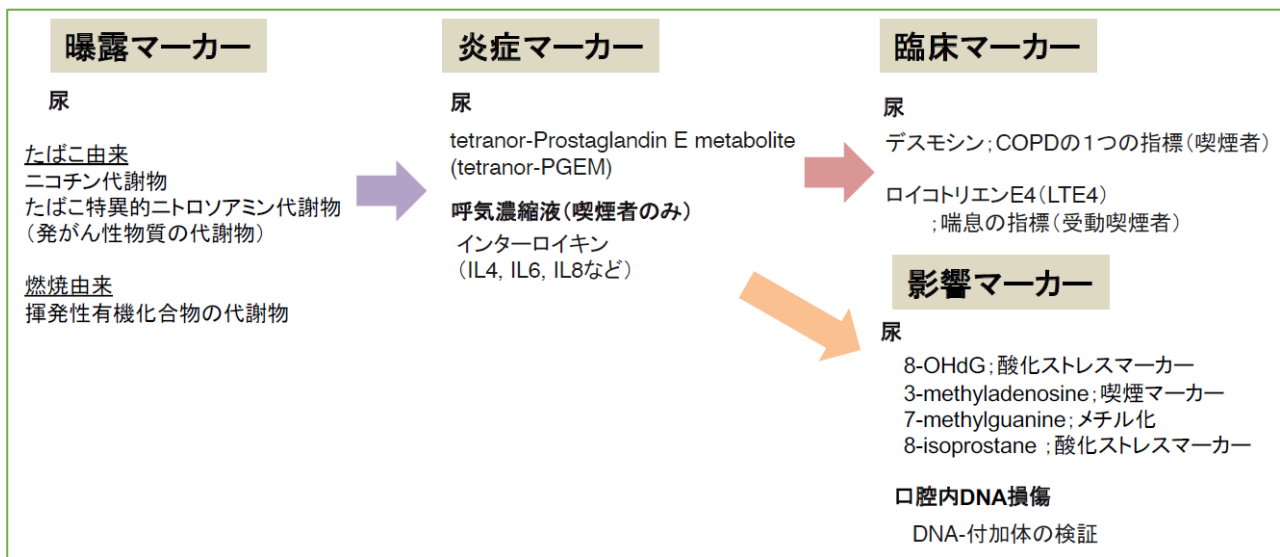 曝露マーカー
尿
たばこ由来
ニコチン代謝物
たばこ特異的ニトロソアミン代謝物
(発がん性物質の代謝物)
燃焼由来
揮発性有機化合物の代謝物
炎症マーカー
尿
tetranor-Prostaglandin E metabolite
(tetranor-PGEM)
呼気濃縮液(喫煙者のみ)
インターロイキン
(IL4, IL6, IL8など)
臨床マーカー
尿
デスモシン;COPDの1つの指標(喫煙者)
ロイコトリエンE4(LTE4)
;喘息の指標(受動喫煙者)
影響マーカー
尿
8-OHdG;酸化ストレスマーカー
3-methyladenosine;喫煙マーカー
7-methylguanine;メチル化
8-isoprostane ;酸化ストレスマーカー
口腔内DNA損傷
DNA-付加体の検証